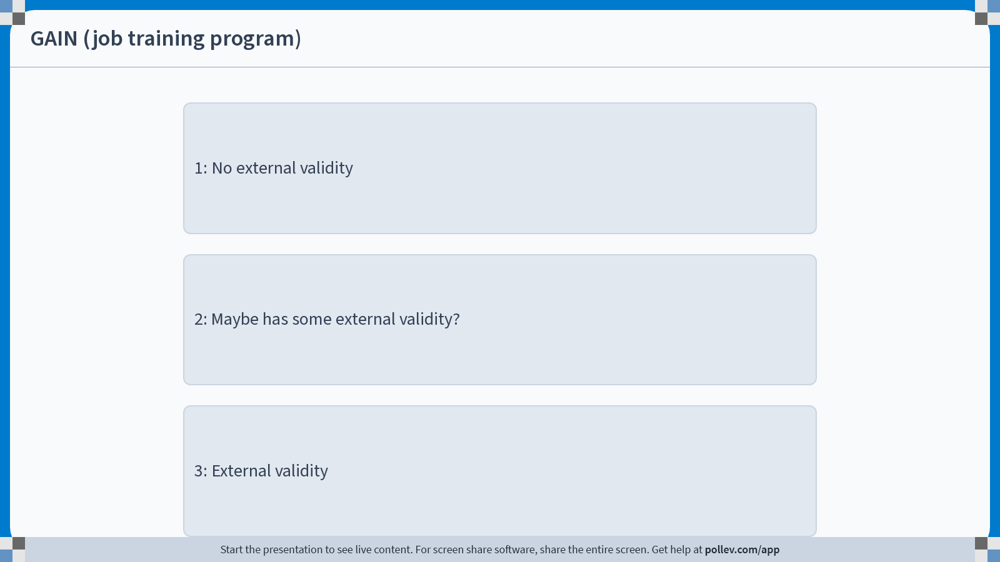 GAIN (job training program)
1: No external validity
2: Maybe has some external validity?
3: External validity
Start the presentation to see live content. For screen share software, share the entire screen. Get help at pollev.com/app